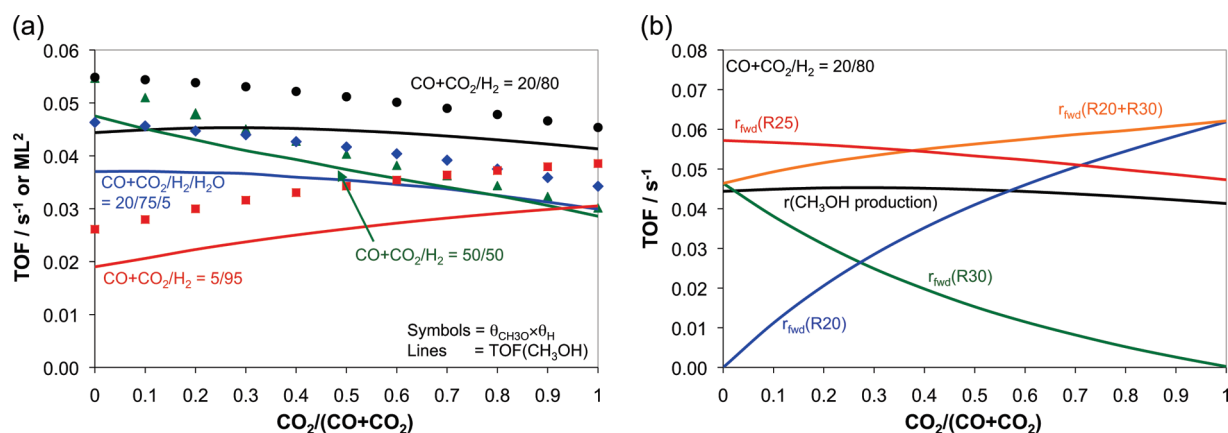 (a)
TOF / s⁻¹ or ML²
0.06
0.05
0.04
0.03
0.02
0.01
0.00
CO+CO₂/H₂ = 20/80
CO+CO₂/H₂/H₂O
= 20/75/5
CO+CO₂/H₂ = 50/50
CO+CO₂/H₂ = 5/95
Symbols = θCH3O×θH
Lines = TOF(CH₃OH)
0 0.1 0.2 0.3 0.4 0.5 0.6 0.7 0.8 0.9 1
CO₂/(CO+CO₂)
(b)
TOF / s⁻¹
0.08
0.07
0.06
0.05
0.04
0.03
0.02
0.01
0.00
CO+CO₂/H₂ = 20/80
rfwd(R25)
rfwd(R20+R30)
r(CH₃OH production)
rfwd(R30)
rfwd(R20)
0 0.1 0.2 0.3 0.4 0.5 0.6 0.7 0.8 0.9 1
CO₂/(CO+CO₂)